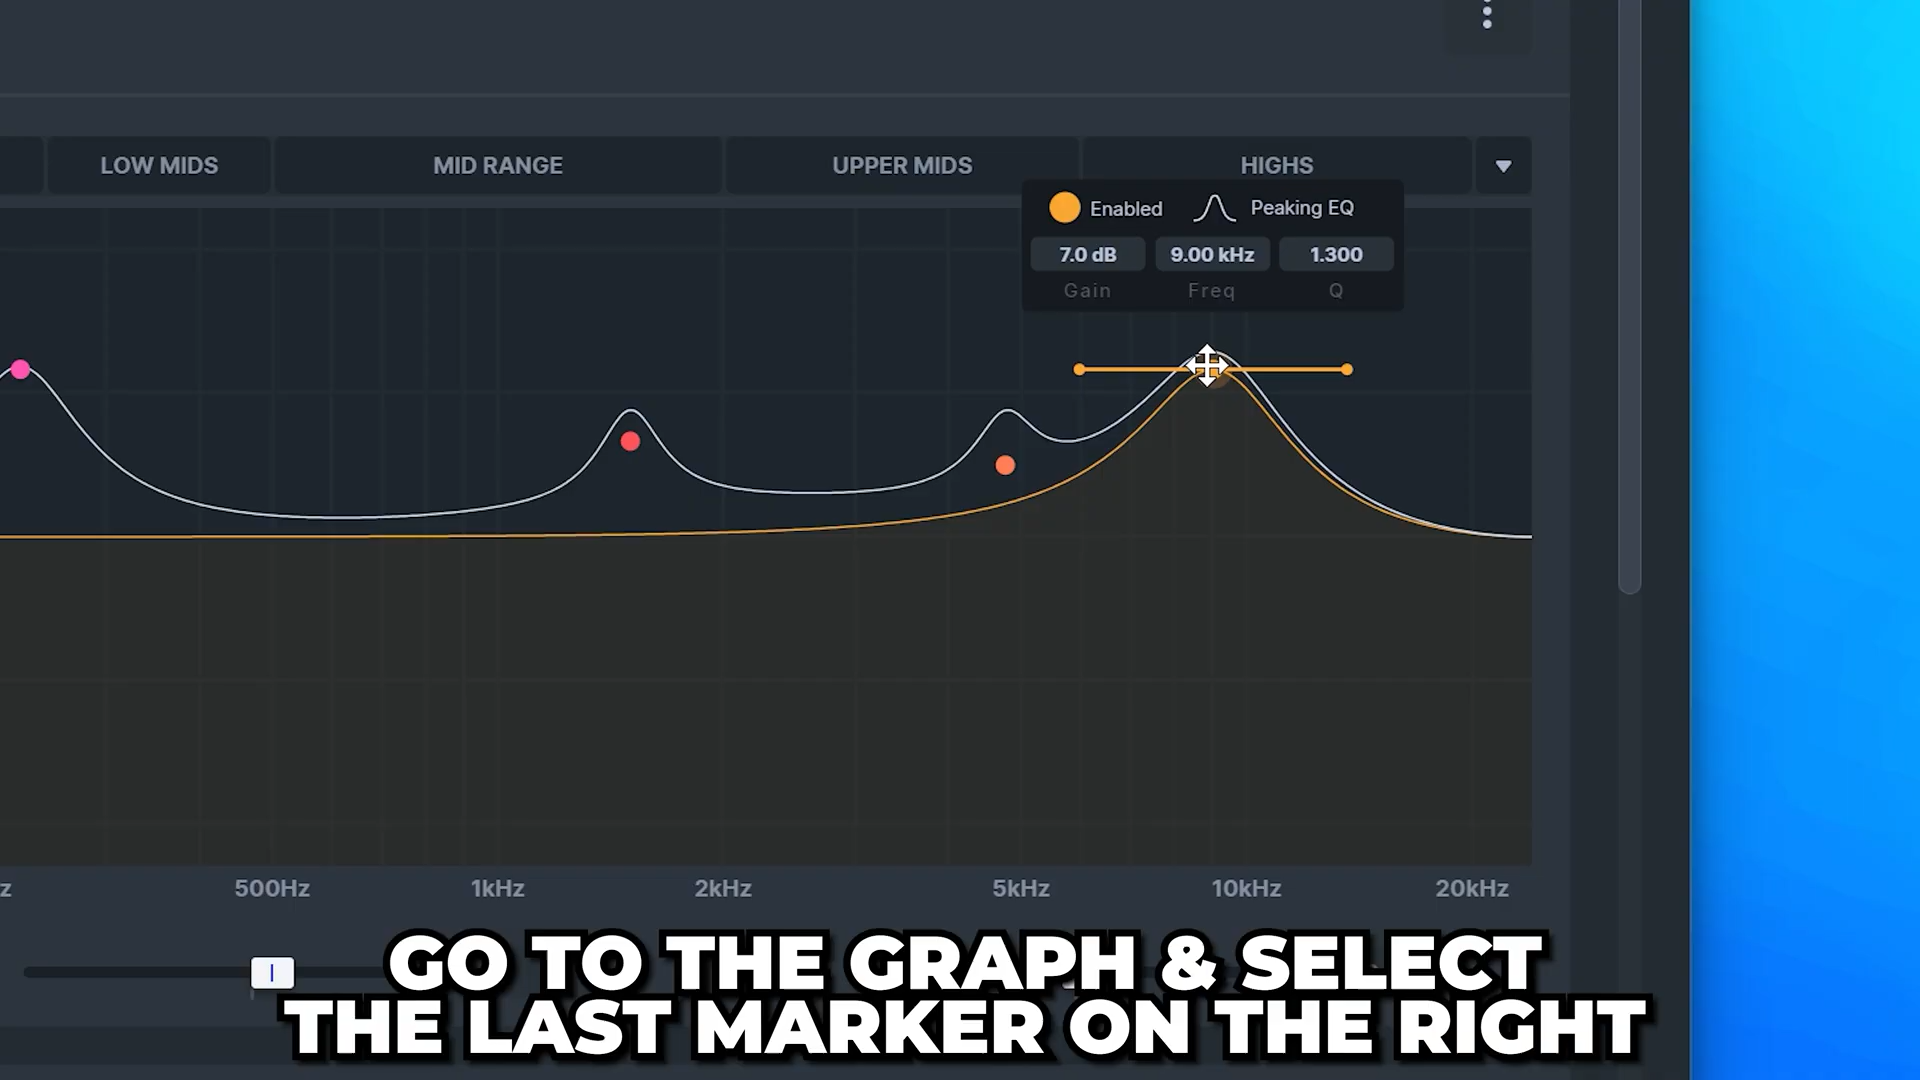 LOW MIDS
MID RANGE
UPPER MIDS
HIGHS
Enabled
Peaking EQ
7.0 dB
9.00 kHz
1.300
Gain
Freq
Q
z
500Hz
1kHz
2kHz
5kHz
10kHz
20kHz
GO TO THE GRAPH & SELECT
THE LAST MARKER ON THE RIGHT